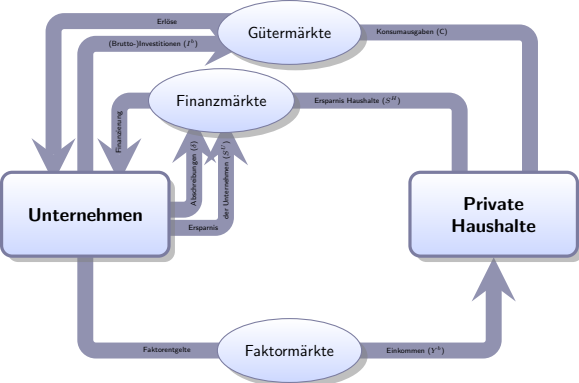 Erlöse
Gütermärkte
Konsumausgaben (C)
(Brutto-)Investitionen (I^b)
Finanzmärkte
Ersparnis Haushalte (S^H)
Finanzierung
Abschreibungen (δ)
der Unternehmen (S^U)
Ersparnis
Unternehmen
Private
Haushalte
Faktorentgelte
Faktormärkte
Einkommen (Y^b)